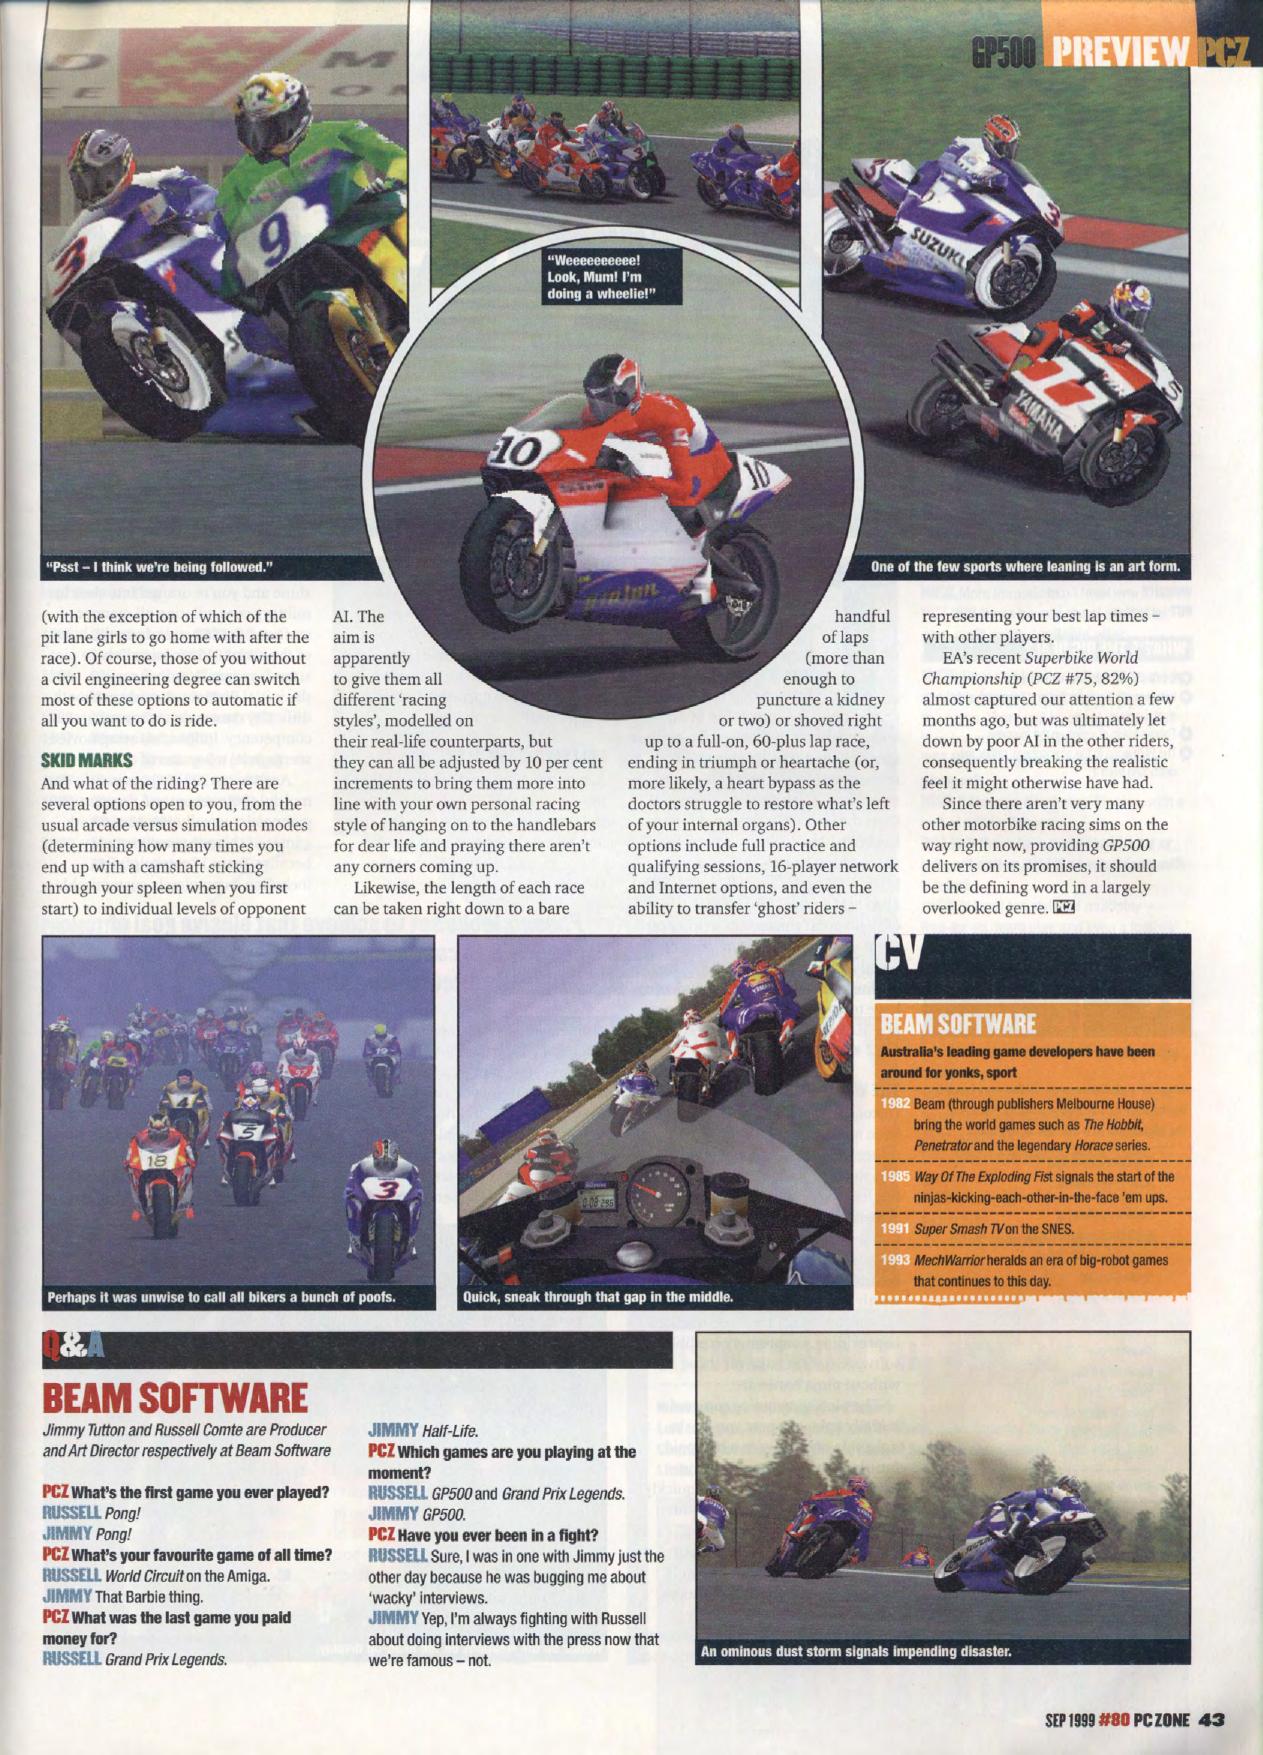 GP500 PREVIEW PCZ
"Weeeeeeeeee!
Look, Mum! I'm
doing a wheelie!"
"Psst – I think we're being followed."
One of the few sports where leaning is an art form.
(with the exception of which of the
pit lane girls to go home with after the
race). Of course, those of you without
a civil engineering degree can switch
most of these options to automatic if
all you want to do is ride.
SKID MARKS
And what of the riding? There are
several options open to you, from the
usual arcade versus simulation modes
(determining how many times you
end up with a camshaft sticking
through your spleen when you first
start) to individual levels of opponent
AI. The
aim is
apparently
to give them all
different 'racing
styles', modelled on
their real-life counterparts, but
they can all be adjusted by 10 per cent
increments to bring them more into
line with your own personal racing
style of hanging on to the handlebars
for dear life and praying there aren't
any corners coming up.
Likewise, the length of each race
can be taken right down to a bare
handful
of laps
(more than
enough to
puncture a kidney
or two) or shoved right
up to a full-on, 60-plus lap race,
ending in triumph or heartache (or,
more likely, a heart bypass as the
doctors struggle to restore what's left
of your internal organs). Other
options include full practice and
qualifying sessions, 16-player network
and Internet options, and even the
ability to transfer 'ghost' riders –
representing your best lap times –
with other players.
EA's recent Superbike World
Championship (PCZ #75, 82%)
almost captured our attention a few
months ago, but was ultimately let
down by poor AI in the other riders,
consequently breaking the realistic
feel it might otherwise have had.
Since there aren't very many
other motorbike racing sims on the
way right now, providing GP500
delivers on its promises, it should
be the defining word in a largely
overlooked genre. PCZ
Perhaps it was unwise to call all bikers a bunch of poofs.
Quick, sneak through that gap in the middle.
CV
BEAM SOFTWARE
Australia's leading game developers have been
around for yonks, sport
1982 Beam (through publishers Melbourne House)
bring the world games such as The Hobbit,
Penetrator and the legendary Horace series.
1985 Way Of The Exploding Fist signals the start of the
ninjas-kicking-each-other-in-the-face 'em ups.
1991 Super Smash TV on the SNES.
1993 MechWarrior heralds an era of big-robot games
that continues to this day.
Q&A
BEAM SOFTWARE
Jimmy Tutton and Russell Comte are Producer
and Art Director respectively at Beam Software
PCZ What's the first game you ever played?
RUSSELL Pong!
JIMMY Pong!
PCZ What's your favourite game of all time?
RUSSELL World Circuit on the Amiga.
JIMMY That Barbie thing.
PCZ What was the last game you paid
money for?
RUSSELL Grand Prix Legends.
JIMMY Half-Life.
PCZ Which games are you playing at the
moment?
RUSSELL GP500 and Grand Prix Legends.
JIMMY GP500.
PCZ Have you ever been in a fight?
RUSSELL Sure, I was in one with Jimmy just the
other day because he was bugging me about
'wacky' interviews.
JIMMY Yep, I'm always fighting with Russell
about doing interviews with the press now that
we're famous – not.
An ominous dust storm signals impending disaster.
SEP 1999 #80 PC ZONE 43
3
9
3
SUZUKI
3
YAMAHA
5
10
10
18
4
5
3
57
19
YAMAHA